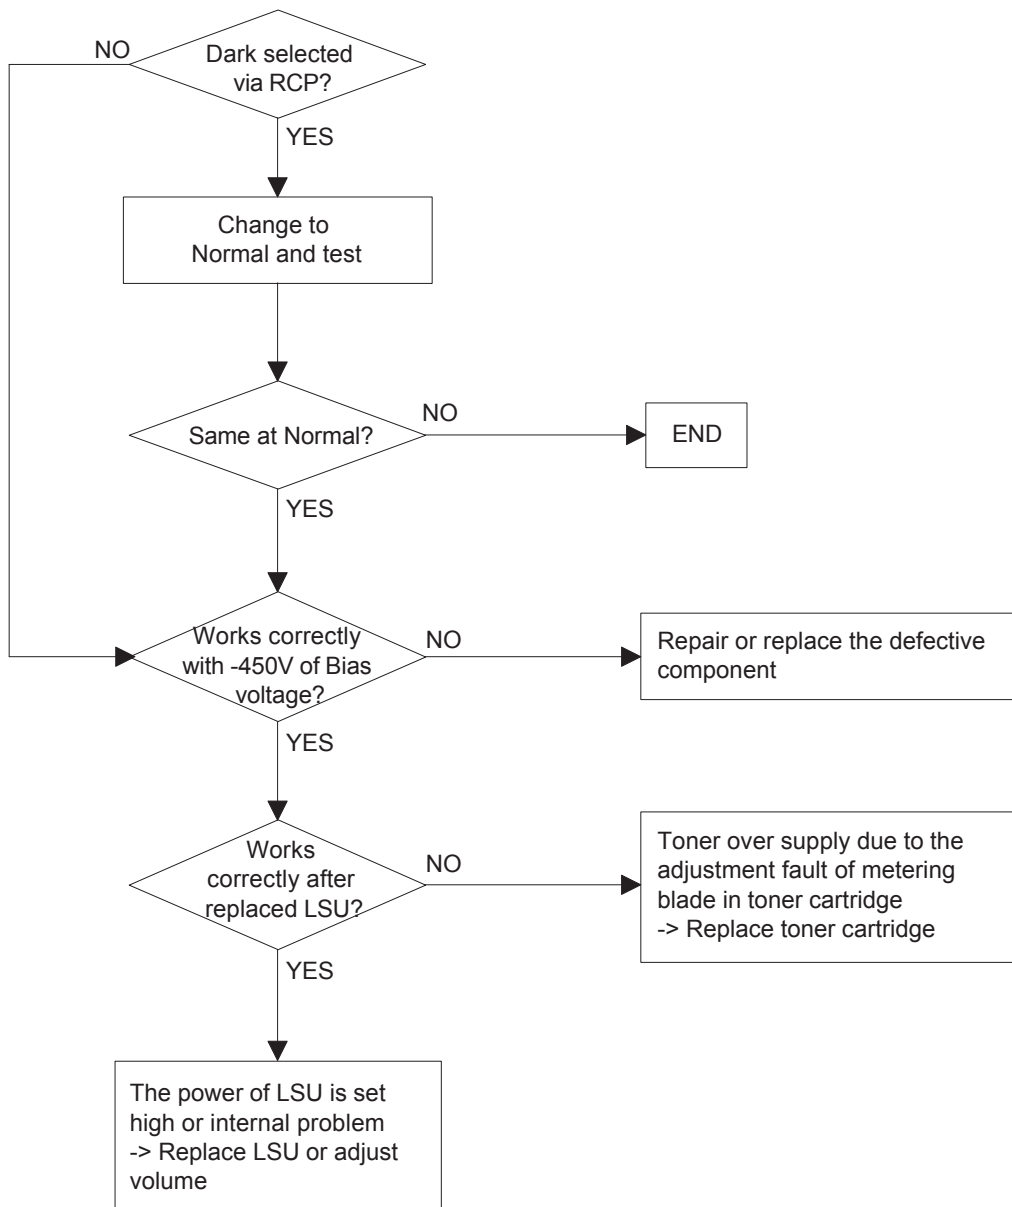 NO
Dark selected
via RCP?
YES
Change to
Normal and test
Same at Normal?
NO
END
YES
Works correctly
with -450V of Bias
voltage?
NO
Repair or replace the defective
component
YES
Works
correctly after
replaced LSU?
NO
Toner over supply due to the
adjustment fault of metering
blade in toner cartridge
-> Replace toner cartridge
YES
The power of LSU is set
high or internal problem
-> Replace LSU or adjust
volume